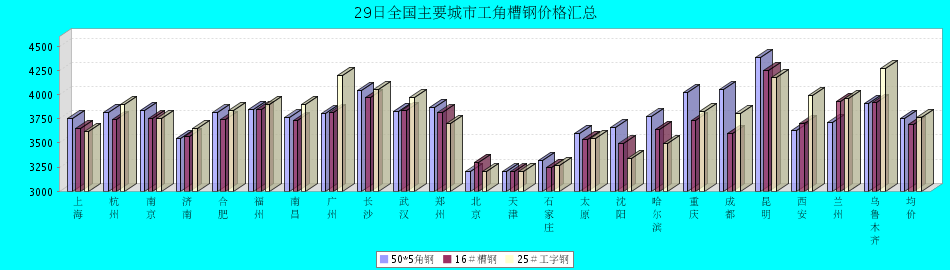 29日全国主要城市工角槽钢价格汇总
4500
4250
4000
3750
3500
3250
3000
上海 杭州 南京 济南 合肥 福州 南昌 广州 长沙 武汉 郑州 北京 天津 石家庄 太原 沈阳 哈尔滨 重庆 成都 昆明 西安 兰州 乌鲁木齐 均价
50*5角钢 16#槽钢 25#工字钢